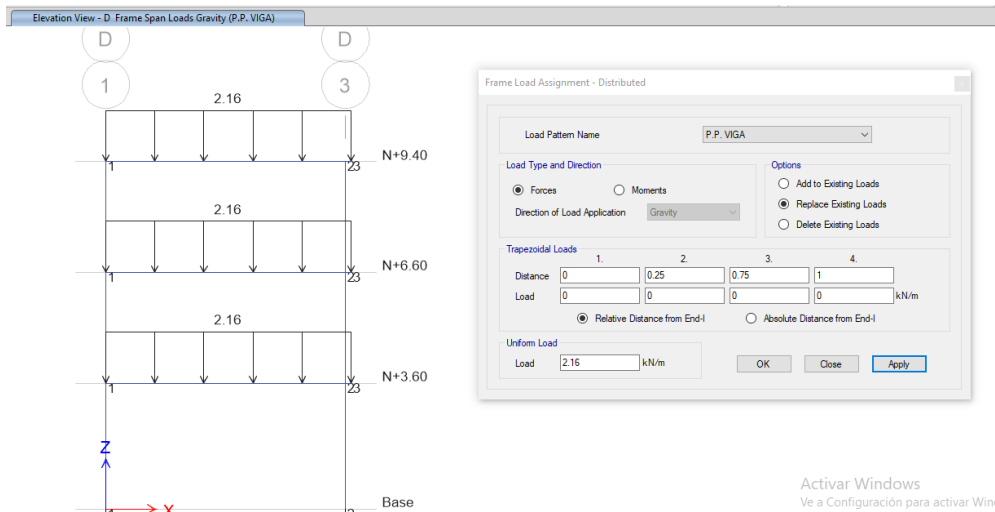 Elevation View - D Frame Span Loads Gravity (P.P. VIGA)
D
D
1
3
2.16
N+9.40
1
23
2.16
N+6.60
1
23
2.16
N+3.60
1
23
Z
X
Base
Frame Load Assignment - Distributed
Load Pattern Name
P.P. VIGA
Load Type and Direction
Forces
Moments
Direction of Load Application
Gravity
Options
Add to Existing Loads
Replace Existing Loads
Delete Existing Loads
Trapezoidal Loads
1. 2. 3. 4.
Distance 0 0.25 0.75 1
Load 0 0 0 0 kN/m
Relative Distance from End-I
Absolute Distance from End-I
Uniform Load
Load 2.16 kN/m
OK
Close
Apply
Activar Windows
Ve a Configuración para activar